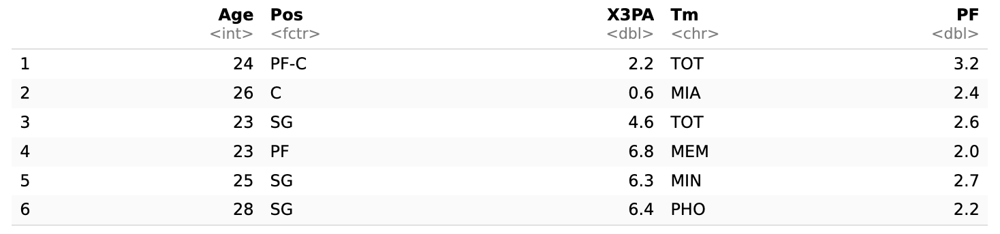 Age Pos X3PA Tm PF
<int> <fctr> <dbl> <chr> <dbl>
1 24 PF-C 2.2 TOT 3.2
2 26 C 0.6 MIA 2.4
3 23 SG 4.6 TOT 2.6
4 23 PF 6.8 MEM 2.0
5 25 SG 6.3 MIN 2.7
6 28 SG 6.4 PHO 2.2